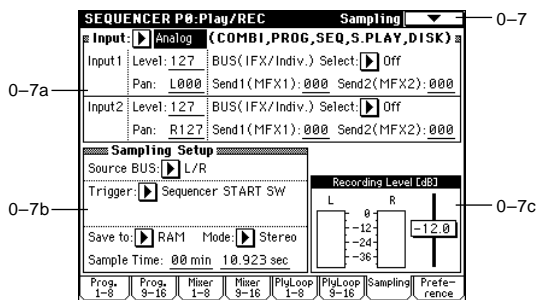 SEQUENCER P0:Play/REC Sampling
0–7
Input: Analog (COMBI,PROG,SEQ,S.PLAY,DISK)
Input1 Level: 127 BUS(IFX/Indiv.) Select: Off
Pan: L000 Send1(MFX1): 000 Send2(MFX2): 000
0–7a
Input2 Level: 127 BUS(IFX/Indiv.) Select: Off
Pan: R127 Send1(MFX1): 000 Send2(MFX2): 000
Sampling Setup
Source BUS: L/R
Trigger: Sequencer START SW
0–7b
Save to: RAM Mode: Stereo
Sample Time: 00 min 10.923 sec
Recording Level [dB]
L R
0
-12
-24
-36
-12.0
0–7c
Prog. 1–8
Prog. 9–16
Mixer 1–8
Mixer 9–16
PlyLoop 1–8
PlyLoop 9–16
Sampling
Prefe-
rence